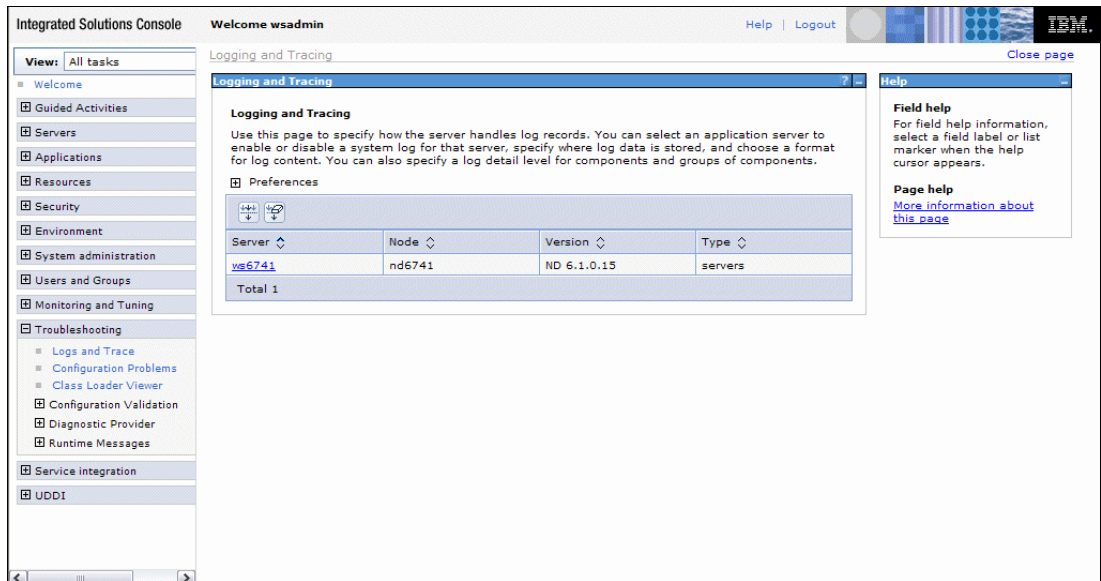 Integrated Solutions Console
Welcome wsadmin
Help | Logout
IBM.
View: All tasks
Welcome
Guided Activities
Servers
Applications
Resources
Security
Environment
System administration
Users and Groups
Monitoring and Tuning
Troubleshooting
Logs and Trace
Configuration Problems
Class Loader Viewer
Configuration Validation
Diagnostic Provider
Runtime Messages
Service integration
UDDI
Logging and Tracing
Close page
Logging and Tracing
?
Logging and Tracing
Use this page to specify how the server handles log records. You can select an application server to
enable or disable a system log for that server, specify where log data is stored, and choose a format
for log content. You can also specify a log detail level for components and groups of components.
Preferences
Server Node Version Type
ws6741 nd6741 ND 6.1.0.15 servers
Total 1
Help
Field help
For field help information,
select a field label or list
marker when the help
cursor appears.
Page help
More information about
this page